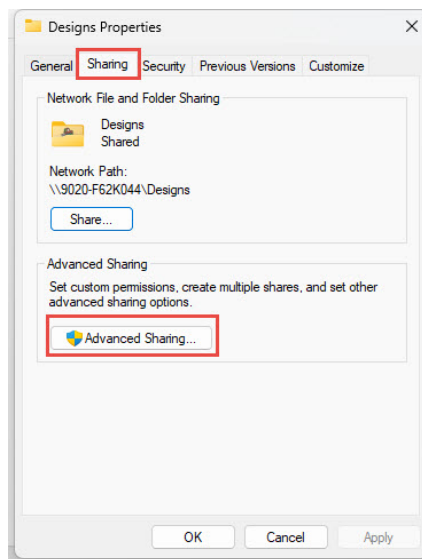 Designs Properties
General Sharing Security Previous Versions Customize
Network File and Folder Sharing
Designs
Shared
Network Path:
\\9020-F62K044\Designs
Share...
Advanced Sharing
Set custom permissions, create multiple shares, and set other
advanced sharing options.
Advanced Sharing...
OK Cancel Apply